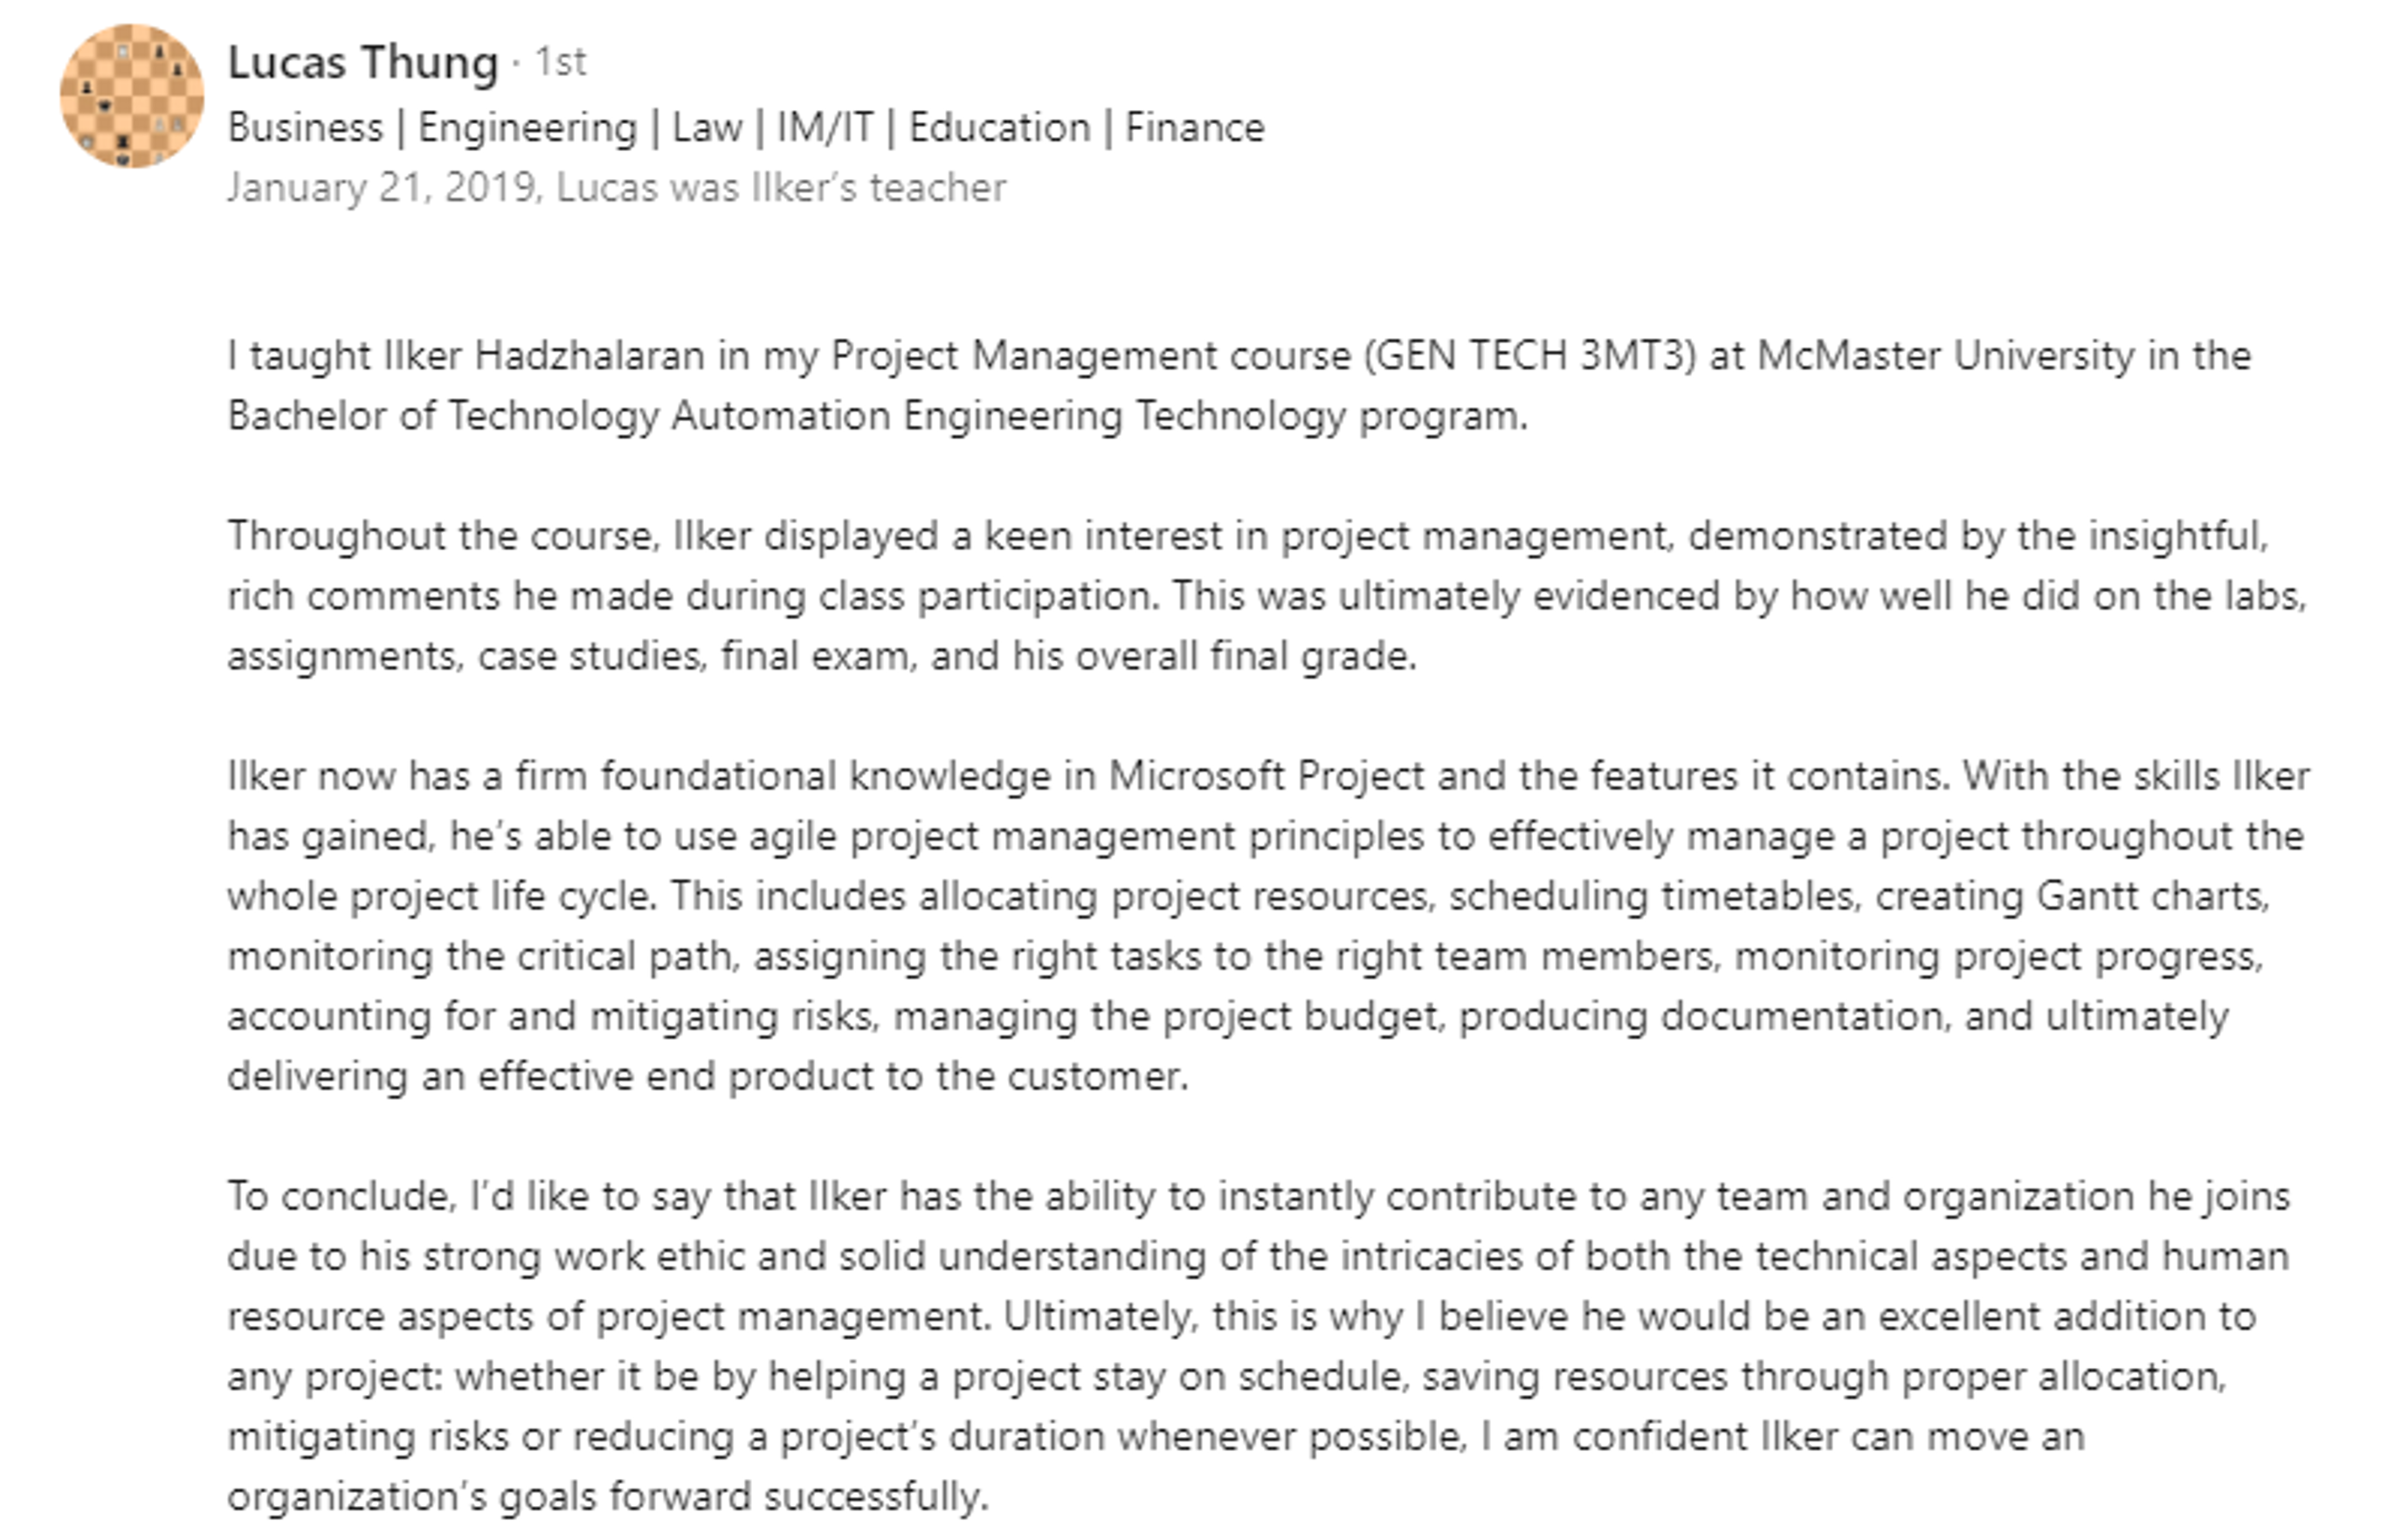 Lucas Thung · 1st
Business | Engineering | Law | IM/IT | Education | Finance
January 21, 2019, Lucas was Ilker’s teacher
I taught Ilker Hadzhalaran in my Project Management course (GEN TECH 3MT3) at McMaster University in the
Bachelor of Technology Automation Engineering Technology program.
Throughout the course, Ilker displayed a keen interest in project management, demonstrated by the insightful,
rich comments he made during class participation. This was ultimately evidenced by how well he did on the labs,
assignments, case studies, final exam, and his overall final grade.
Ilker now has a firm foundational knowledge in Microsoft Project and the features it contains. With the skills Ilker
has gained, he’s able to use agile project management principles to effectively manage a project throughout the
whole project life cycle. This includes allocating project resources, scheduling timetables, creating Gantt charts,
monitoring the critical path, assigning the right tasks to the right team members, monitoring project progress,
accounting for and mitigating risks, managing the project budget, producing documentation, and ultimately
delivering an effective end product to the customer.
To conclude, I’d like to say that Ilker has the ability to instantly contribute to any team and organization he joins
due to his strong work ethic and solid understanding of the intricacies of both the technical aspects and human
resource aspects of project management. Ultimately, this is why I believe he would be an excellent addition to
any project: whether it be by helping a project stay on schedule, saving resources through proper allocation,
mitigating risks or reducing a project’s duration whenever possible, I am confident Ilker can move an
organization’s goals forward successfully.